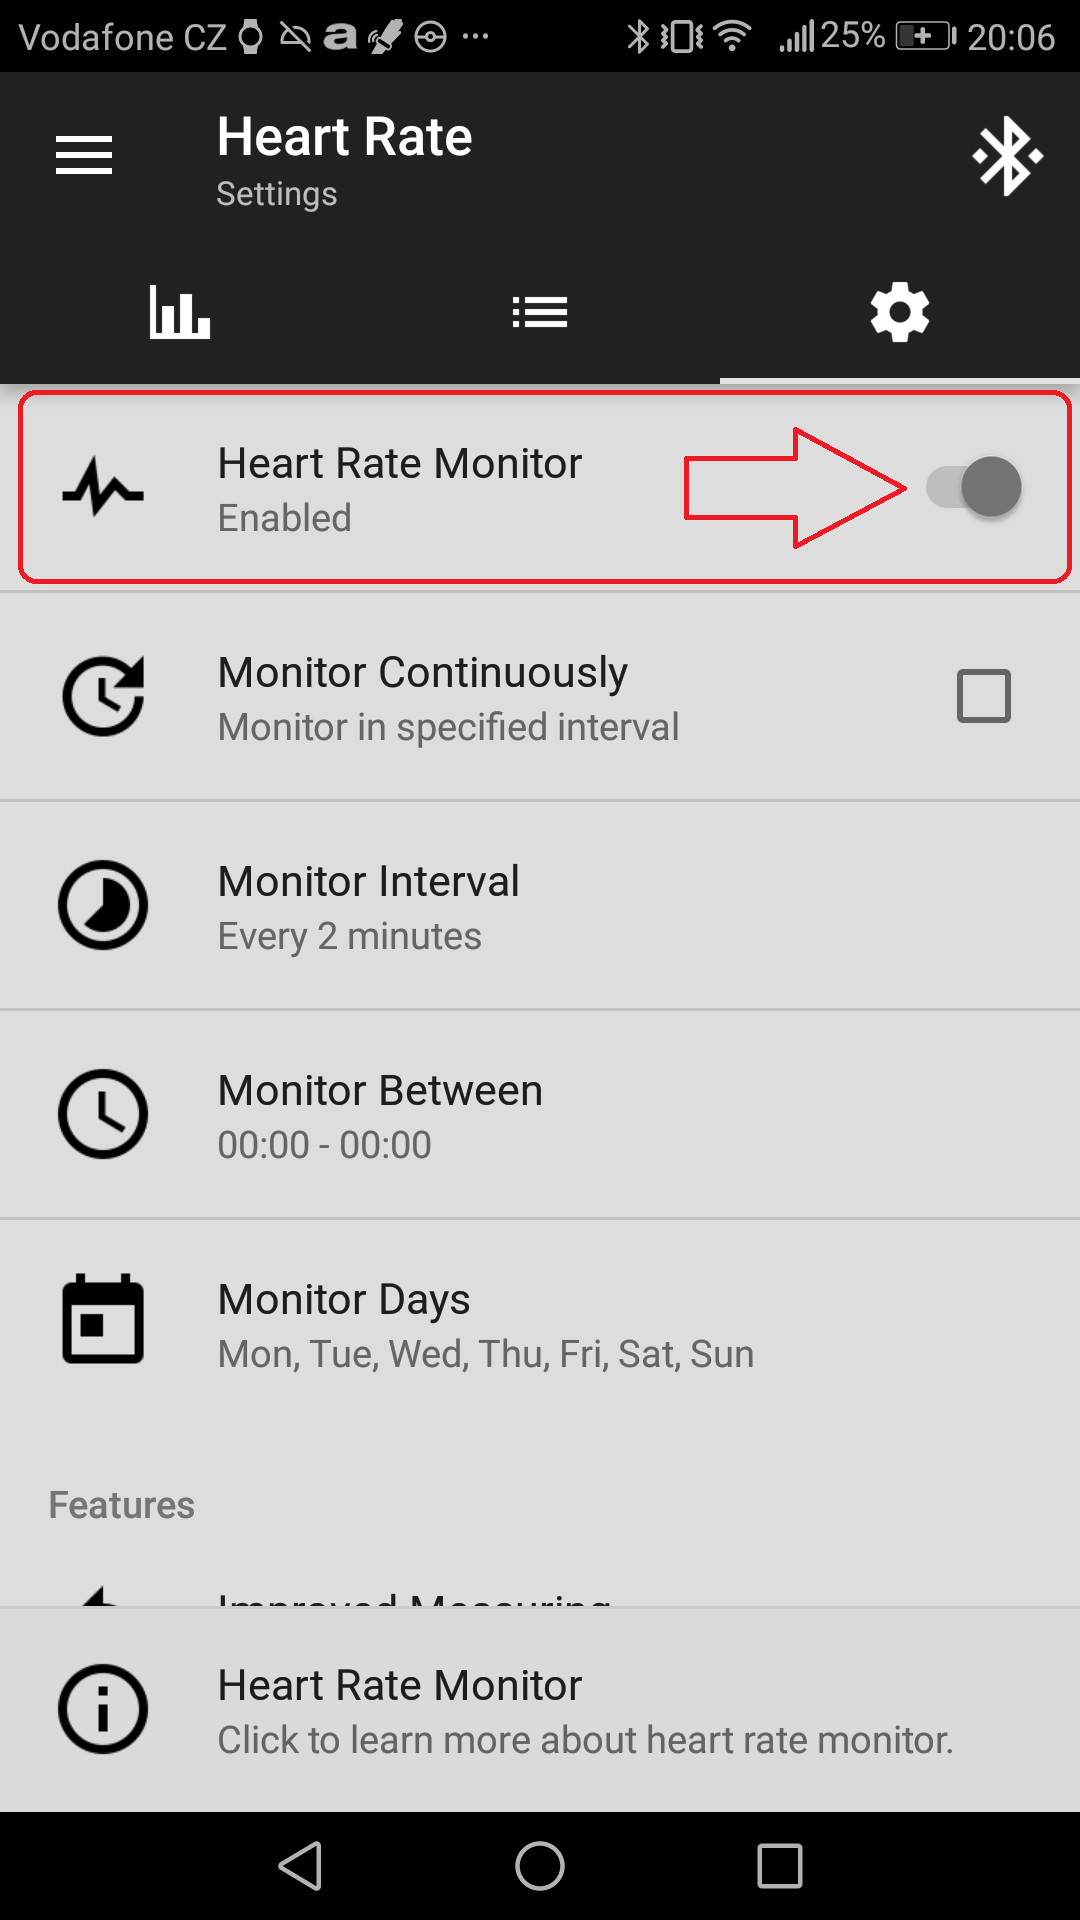 Vodafone CZ a ... 25% 20:06
Heart Rate
Settings
Heart Rate Monitor
Enabled
Monitor Continuously
Monitor in specified interval
Monitor Interval
Every 2 minutes
Monitor Between
00:00 - 00:00
Monitor Days
Mon, Tue, Wed, Thu, Fri, Sat, Sun
Features
Improved Measuring
Heart Rate Monitor
Click to learn more about heart rate monitor.